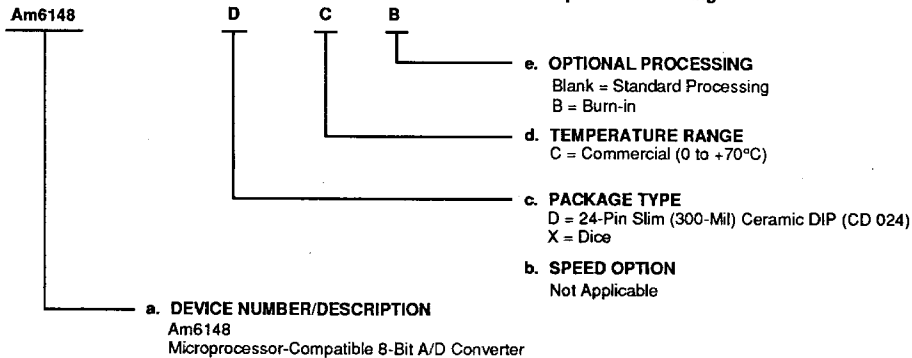 Am6148 D C B
e. OPTIONAL PROCESSING
Blank = Standard Processing
B = Burn-in
d. TEMPERATURE RANGE
C = Commercial (0 to +70°C)
c. PACKAGE TYPE
D = 24-Pin Slim (300-Mil) Ceramic DIP (CD 024)
X = Dice
b. SPEED OPTION
Not Applicable
a. DEVICE NUMBER/DESCRIPTION
Am6148
Microprocessor-Compatible 8-Bit A/D Converter